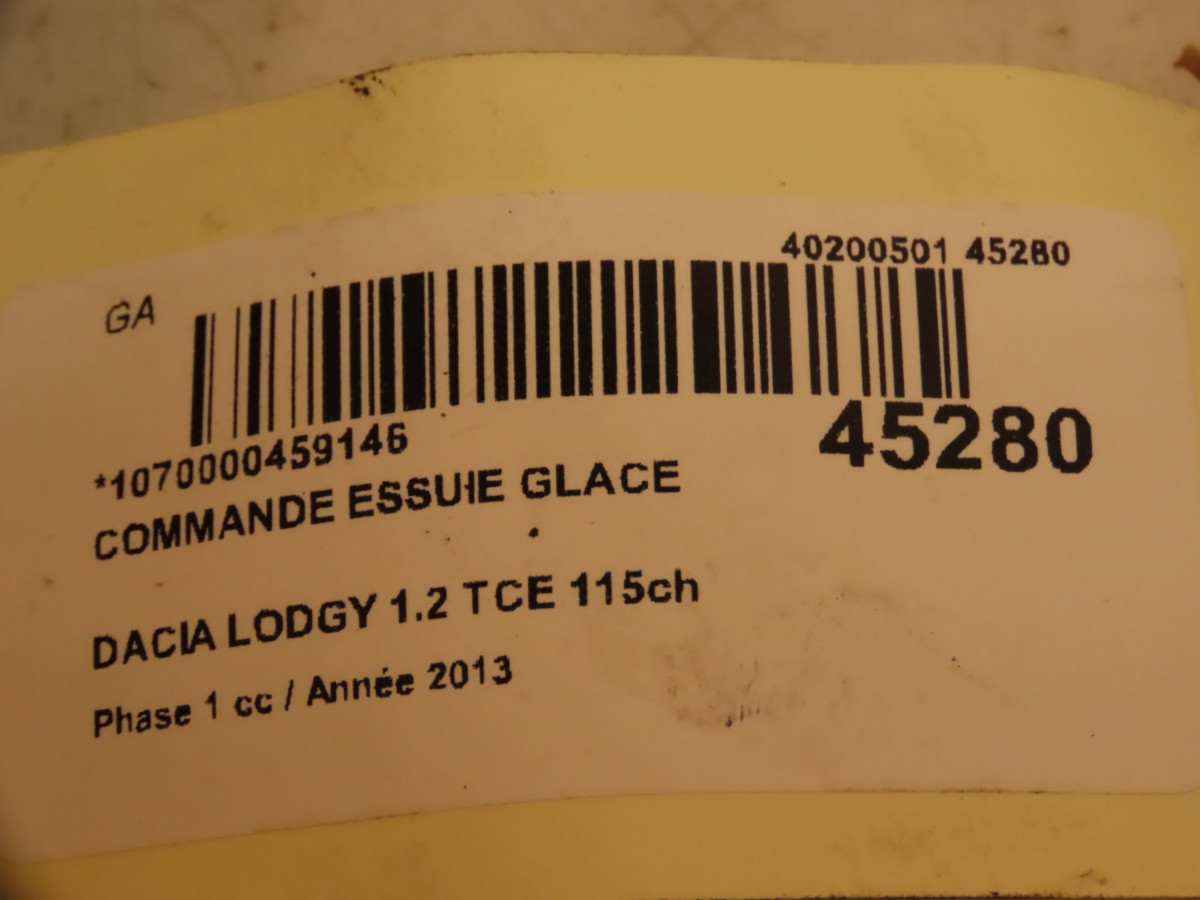 40200501 45280
GA
45280
*1070000459146
COMMANDE ESSUIE GLACE
DACIA LODGY 1.2 TCE 115ch
Phase 1 cc / Année 2013